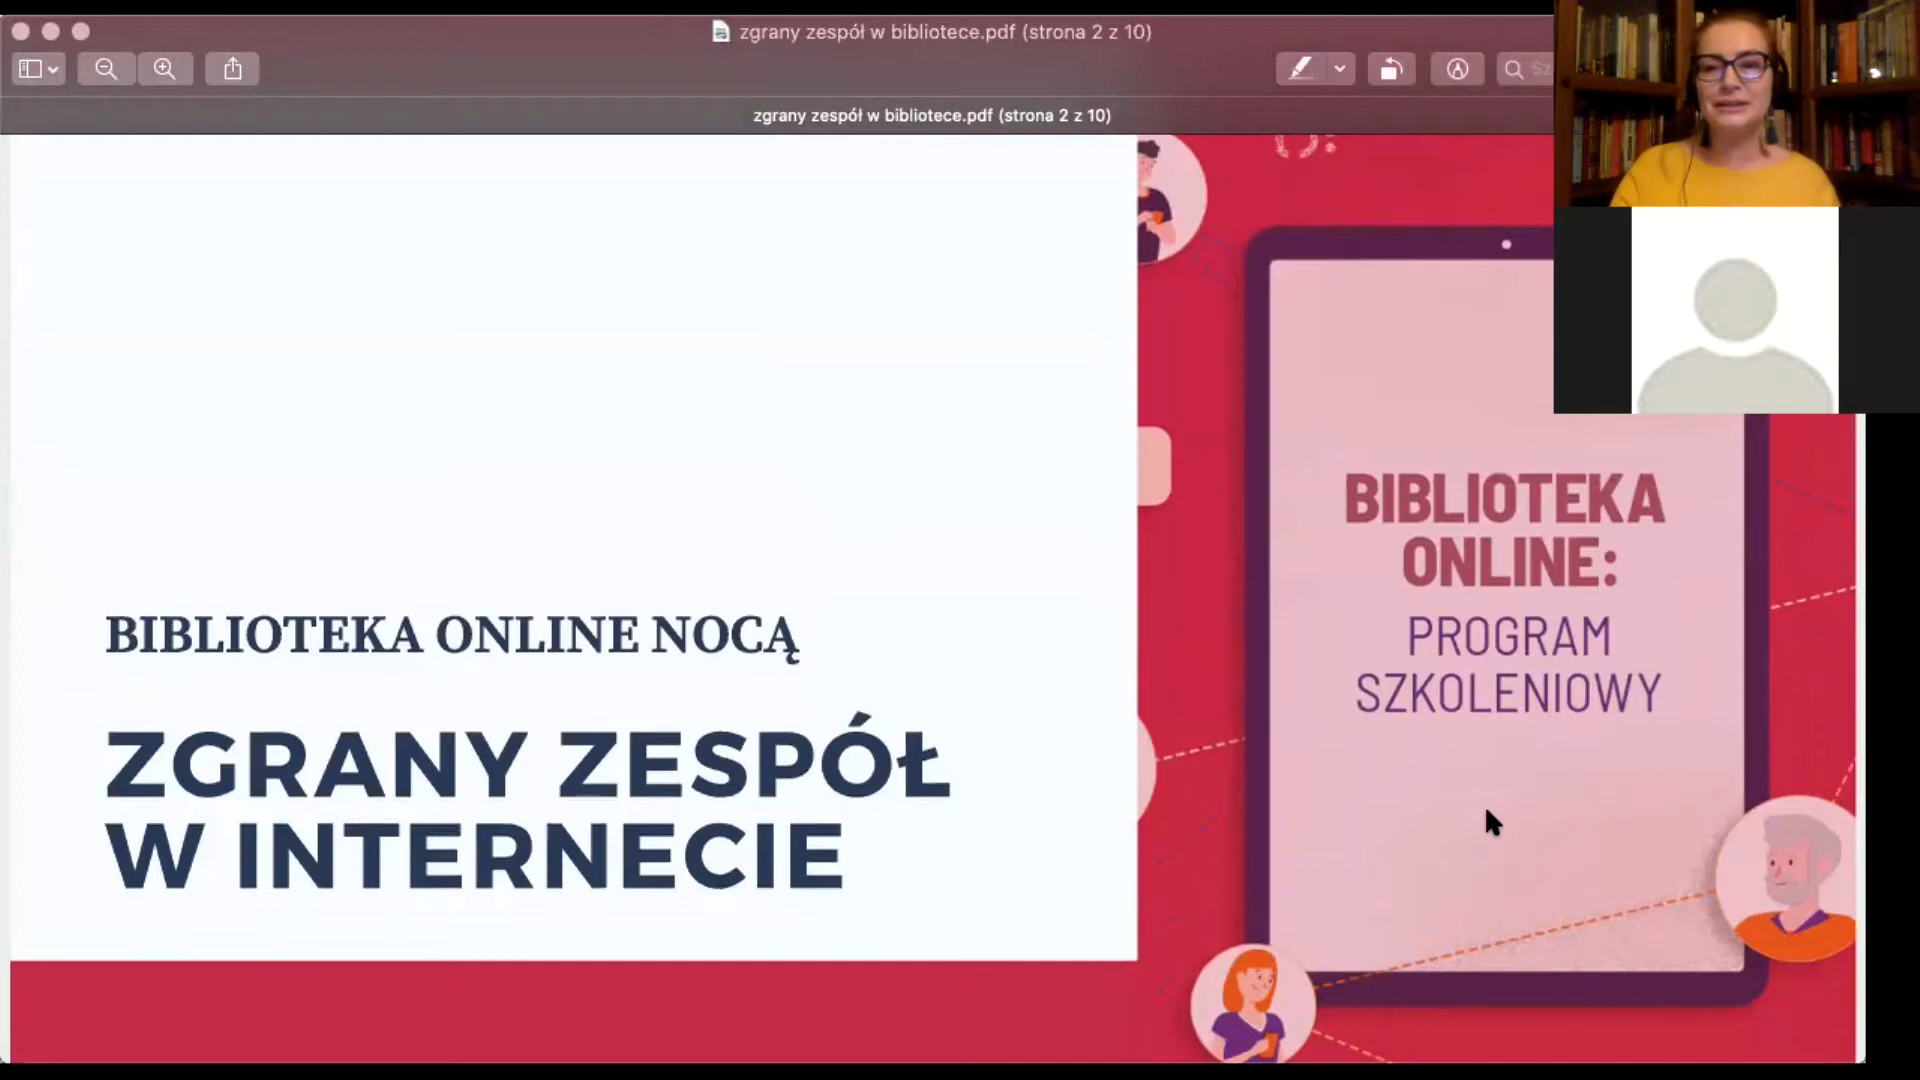 zgrany zespół w bibliotece.pdf (strona 2 z 10)
zgrany zespół w bibliotece.pdf (strona 2 z 10)
BIBLIOTEKA ONLINE NOCĄ
ZGRANY ZESPÓŁ
W INTERNECIE
BIBLIOTEKA
ONLINE:
PROGRAM
SZKOLENIOWY